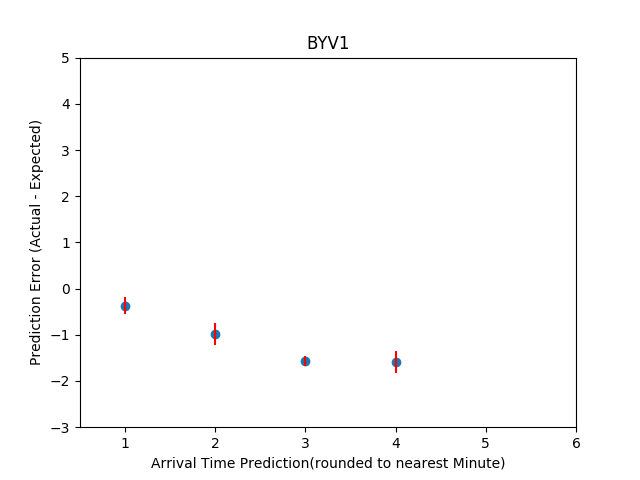 BYV1
5
4
3
2
1
0
−1
−2
−3
Prediction Error (Actual - Expected)
1 2 3 4 5 6
Arrival Time Prediction(rounded to nearest Minute)